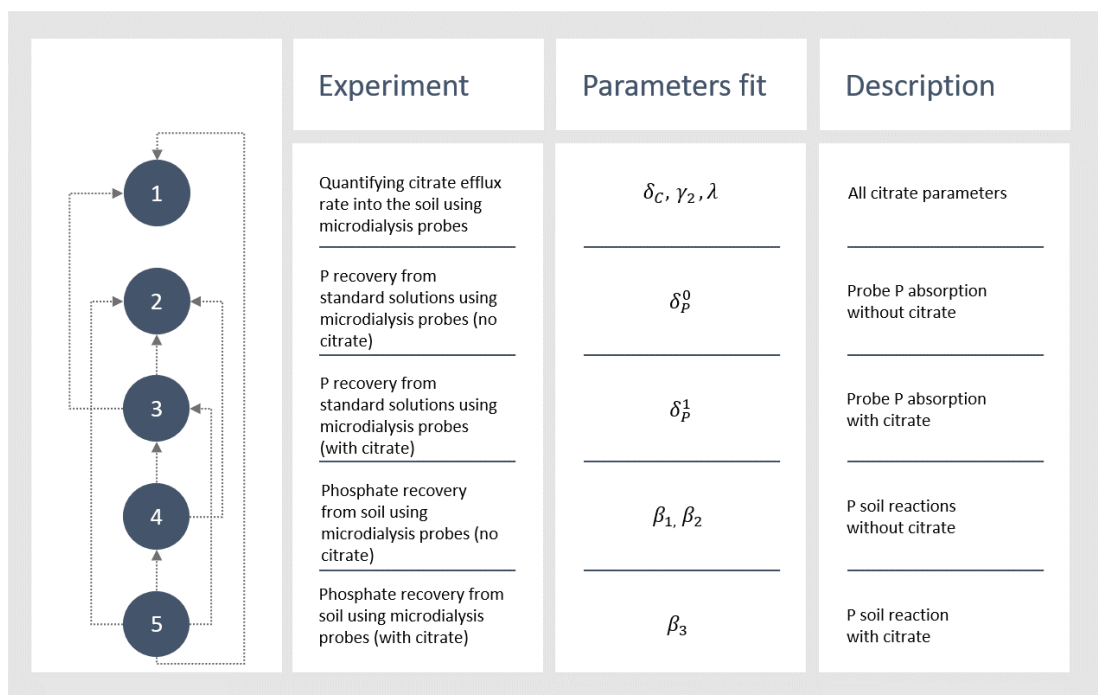 Experiment
Parameters fit
Description
1
Quantifying citrate efflux
rate into the soil using
microdialysis probes
δ_C, γ₂, λ
All citrate parameters
2
P recovery from
standard solutions using
microdialysis probes (no
citrate)
δ_P^0
Probe P absorption
without citrate
3
P recovery from
standard solutions using
microdialysis probes
(with citrate)
δ_P^1
Probe P absorption
with citrate
4
Phosphate recovery
from soil using
microdialysis probes (no
citrate)
β₁, β₂
P soil reactions
without citrate
5
Phosphate recovery from
soil using microdialysis
probes (with citrate)
β₃
P soil reaction
with citrate